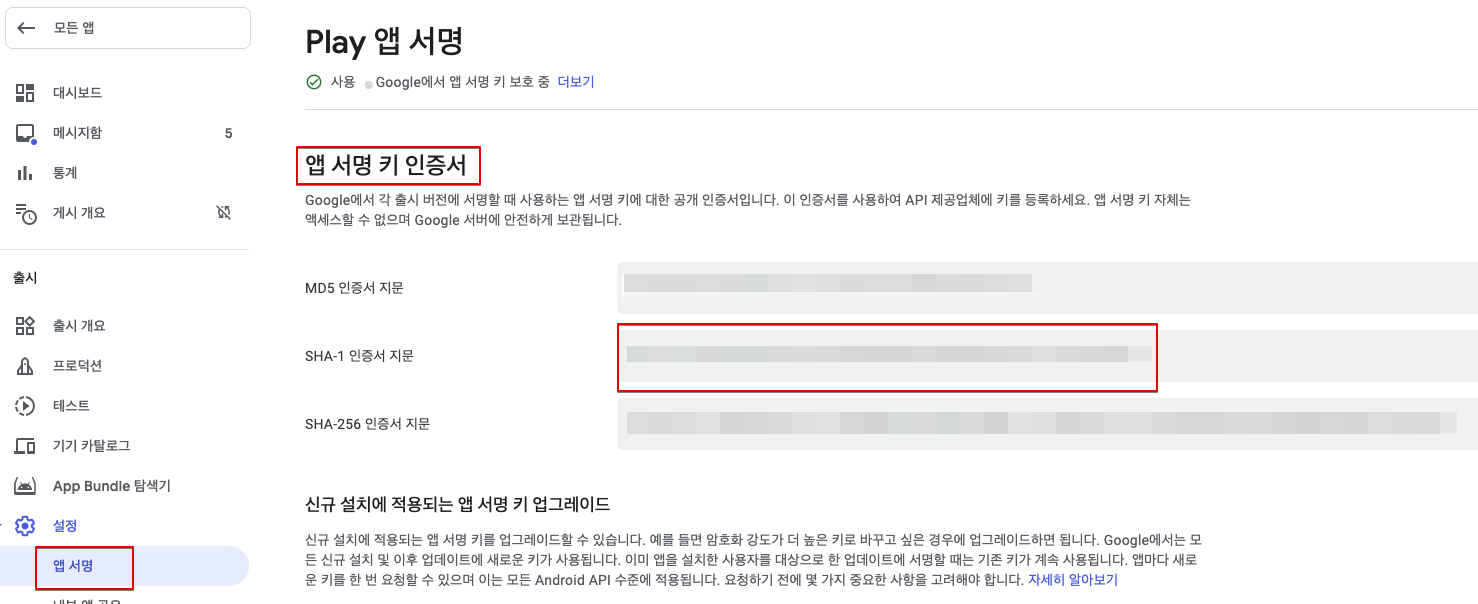 모든 앱
대시보드
메시지함 5
통계
게시 개요
출시
출시 개요
프로덕션
테스트
기기 카탈로그
App Bundle 탐색기
설정
앱 서명
Play 앱 서명
사용 Google에서 앱 서명 키 보호 중 더보기
앱 서명 키 인증서
Google에서 각 출시 버전에 서명할 때 사용하는 앱 서명 키에 대한 공개 인증서입니다. 이 인증서를 사용하여 API 제공업체에 키를 등록하세요. 앱 서명 키 자체는
액세스할 수 없으며 Google 서버에 안전하게 보관됩니다.
MD5 인증서 지문
SHA-1 인증서 지문
SHA-256 인증서 지문
신규 설치에 적용되는 앱 서명 키 업그레이드
신규 설치에 적용되는 앱 서명 키를 업그레이드할 수 있습니다. 예를 들면 암호화 강도가 더 높은 키로 바꾸고 싶은 경우에 업그레이드하면 됩니다. Google에서는 모
든 신규 설치 및 이후 업데이트에 새로운 키가 사용됩니다. 이미 앱을 설치한 사용자를 대상으로 한 업데이트에 서명할 때는 기존 키가 계속 사용됩니다. 앱마다 새로
운 키를 한 번 요청할 수 있으며 이는 모든 Android API 수준에 적용됩니다. 요청하기 전에 몇 가지 중요한 사항을 고려해야 합니다. 자세히 알아보기